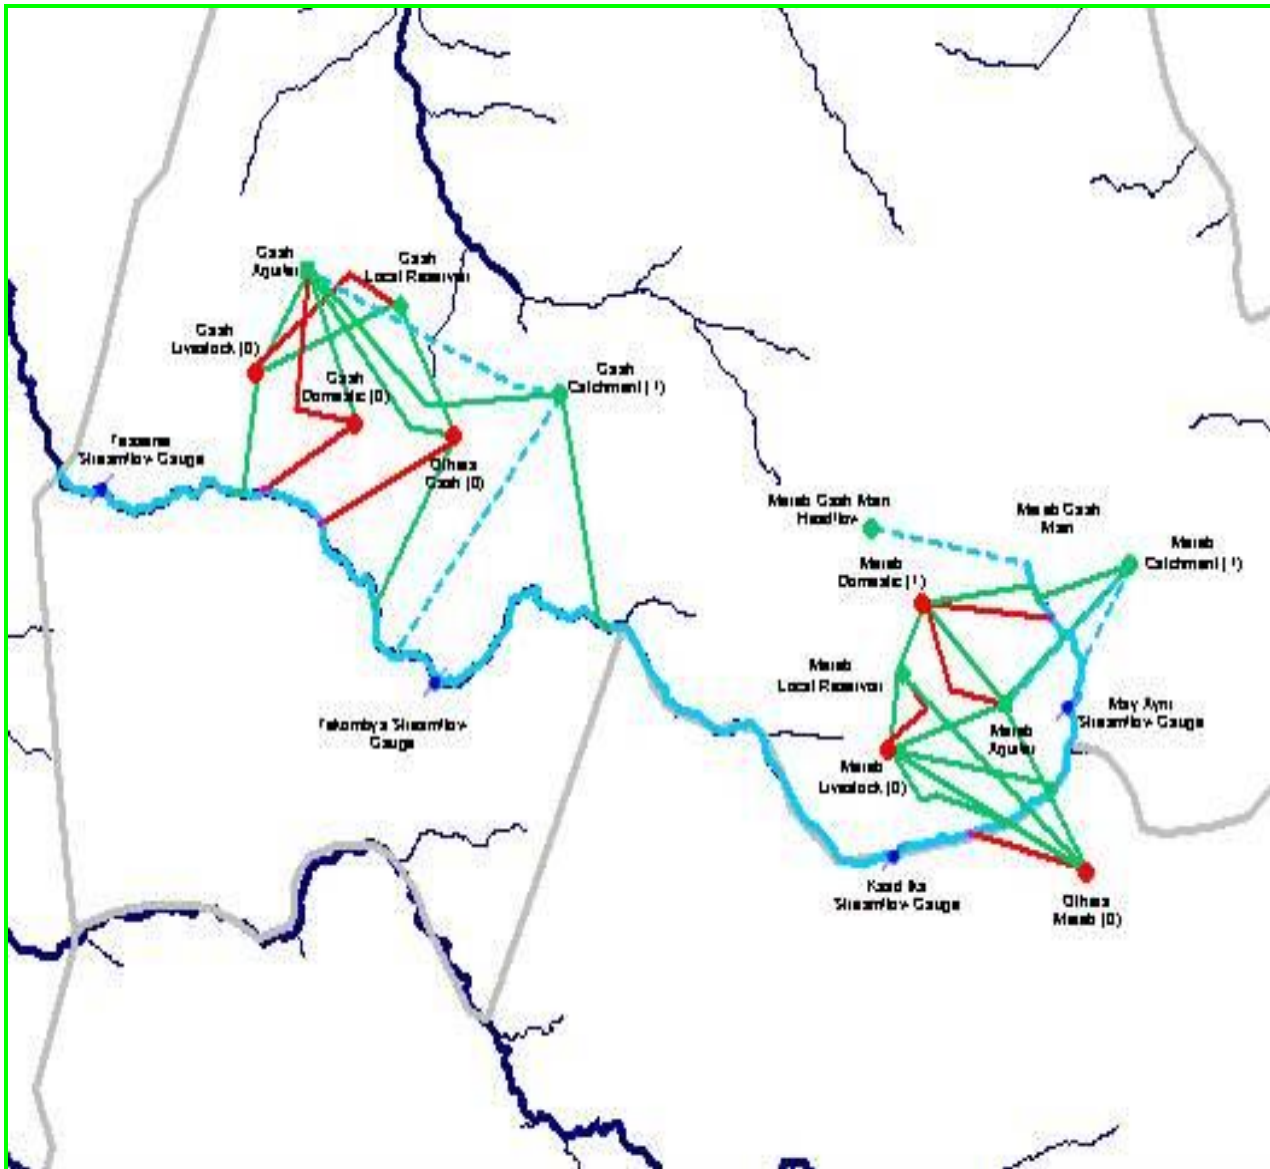 Gash
Aquifer
Gash
Local Reservoir
Gash
Livestock (0)
Gash
Domestic (0)
Gash
Catchment (1)
Streamflow Gauge
Others
Gash (0)
Mereb Gash Main
Headflow
Mereb Gash
Main
Mereb
Catchment (1)
Mereb
Domestic (1)
Mereb
Local Reservoir
Tekombya Streamflow
Gauge
May Ayni
Streamflow Gauge
Mereb
Aquifer
Mereb
Livestock (0)
Streamflow Gauge
Others
Mereb (0)